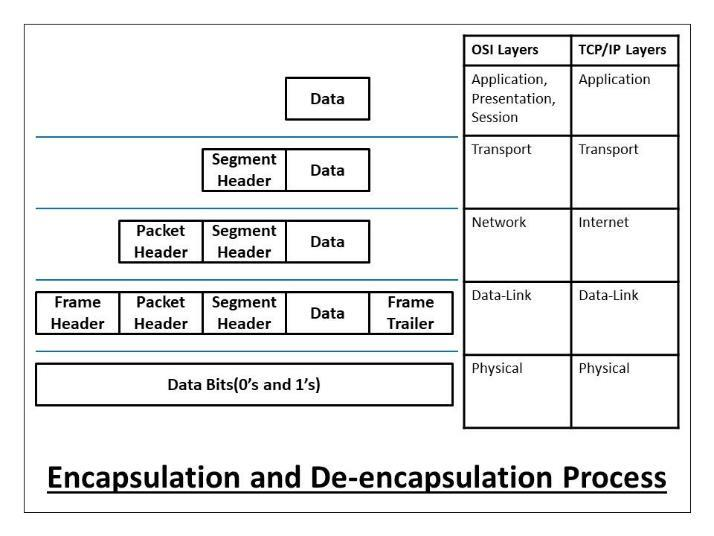 OSI Layers TCP/IP Layers
Data
Application,
Presentation,
Session
Application
Segment
Header
Data
Transport
Transport
Packet
Header
Segment
Header
Data
Network
Internet
Frame
Header
Packet
Header
Segment
Header
Data
Frame
Trailer
Data-Link
Data-Link
Data Bits(0’s and 1’s)
Physical
Physical
Encapsulation and De-encapsulation Process